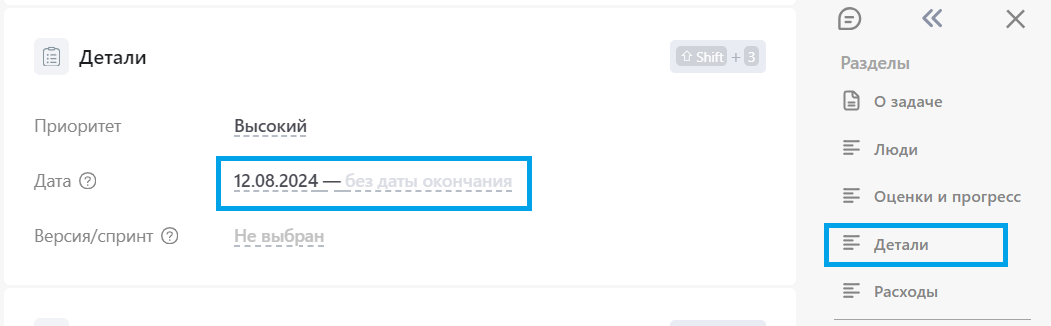 Детали
Shift + 3
Приоритет
Высокий
Дата
12.08.2024 — без даты окончания
Версия/спринт
Не выбран
Разделы
О задаче
Люди
Оценки и прогресс
Детали
Расходы